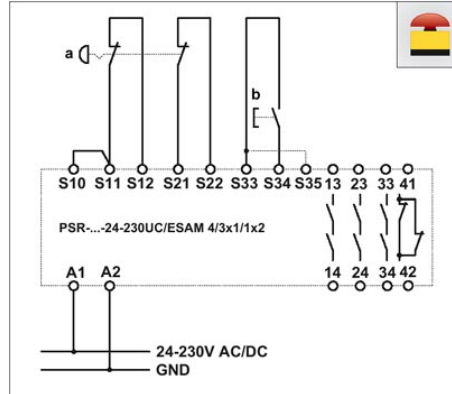 a
b
S10 S11 S12 S21 S22 S33 S34 S35 13 23 33 41
PSR-...-24-230UC/ESAM 4/3x1/1x2
A1 A2 14 24 34 42
24-230V AC/DC
GND